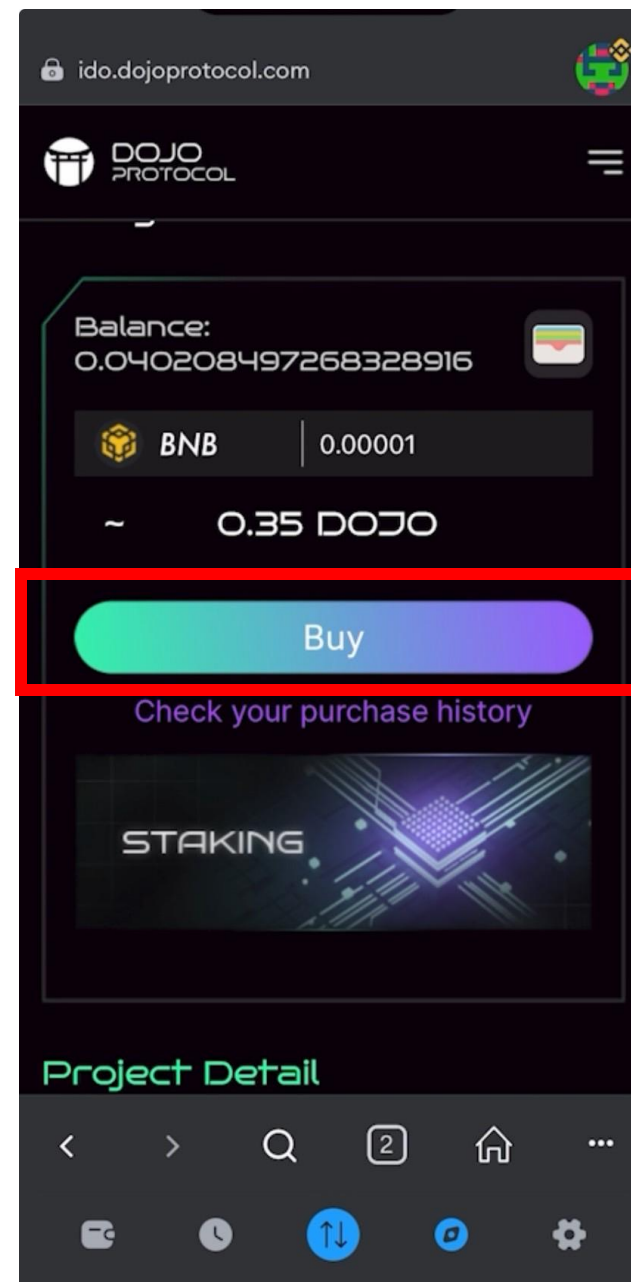 ido.dojoprotocol.com
DOJO
PROTOCOL
Balance:
0.040208497268328916
BNB
0.00001
~ 0.35 DOJO
Buy
Check your purchase history
STAKING
Project Detail
2